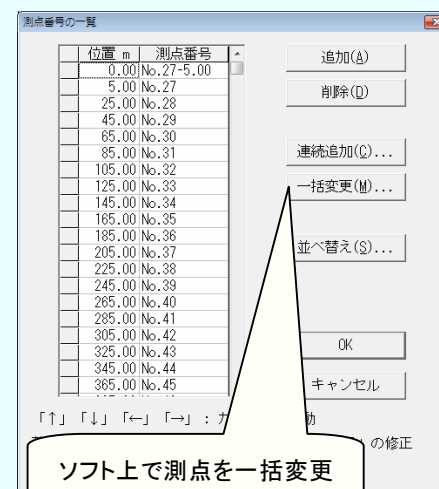 測点番号の一覧
位置 m 測点番号
0.00 No.27-5.00
5.00 No.27
25.00 No.28
45.00 No.29
65.00 No.30
85.00 No.31
105.00 No.32
125.00 No.33
145.00 No.34
165.00 No.35
185.00 No.36
205.00 No.37
225.00 No.38
245.00 No.39
265.00 No.40
285.00 No.41
305.00 No.42
325.00 No.43
345.00 No.44
365.00 No.45
追加(A)
削除(D)
連続追加(C)...
一括変更(M)...
並べ替え(S)...
OK
キャンセル
「↑」「↓」「←」「→」:カ 動
の修正
ソフト上で測点を一括変更